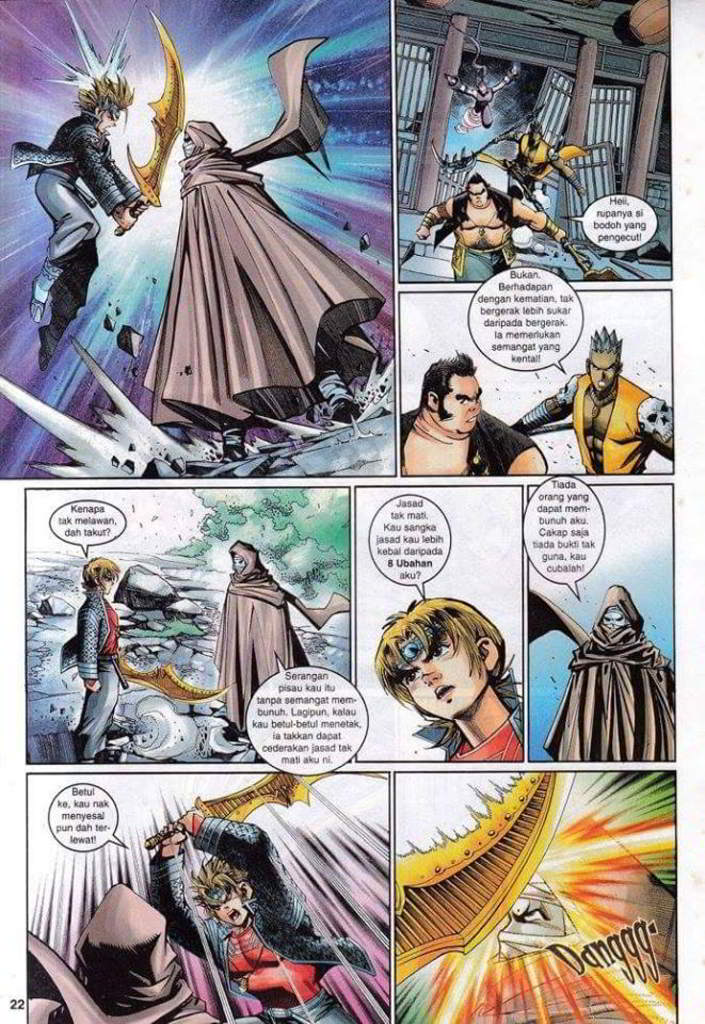 Heii,
rupanya si
bodoh yang
pengecut!
Bukan.
Berhadapan
dengan kematian, tak
bergerak lebih sukar
daripada bergerak.
Ia memerlukan
semangat yang
kental!
Kenapa
tak melawan,
dah takut?
Serangan
pisau kau itu
tanpa semangat mem-
bunuh. Lagipun, kalau
kau betul-betul menetak,
ia takkan dapat
cederakan jasad tak
mati aku ni.
Jasad
tak mati.
Kau sangka
jasad kau lebih
kebal daripada
8 Ubahan
aku?
Tiada
orang yang
dapat mem-
bunuh aku.
Cakap saja
tiada bukti tak
guna, kau
cubalah!
Betul
ke, kau nak
menyesal
pun dah ter-
lewat!
Danggg.
22